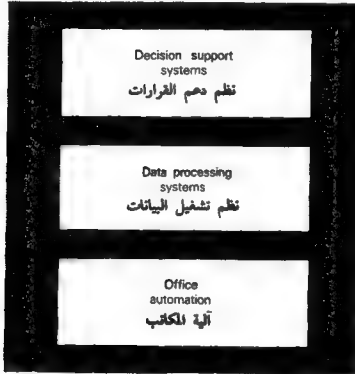 Decision support
systems
نظم دعم القرارات
Data processing
systems
نظم تشغيل البيانات
Office
automation
آلية المكاتب